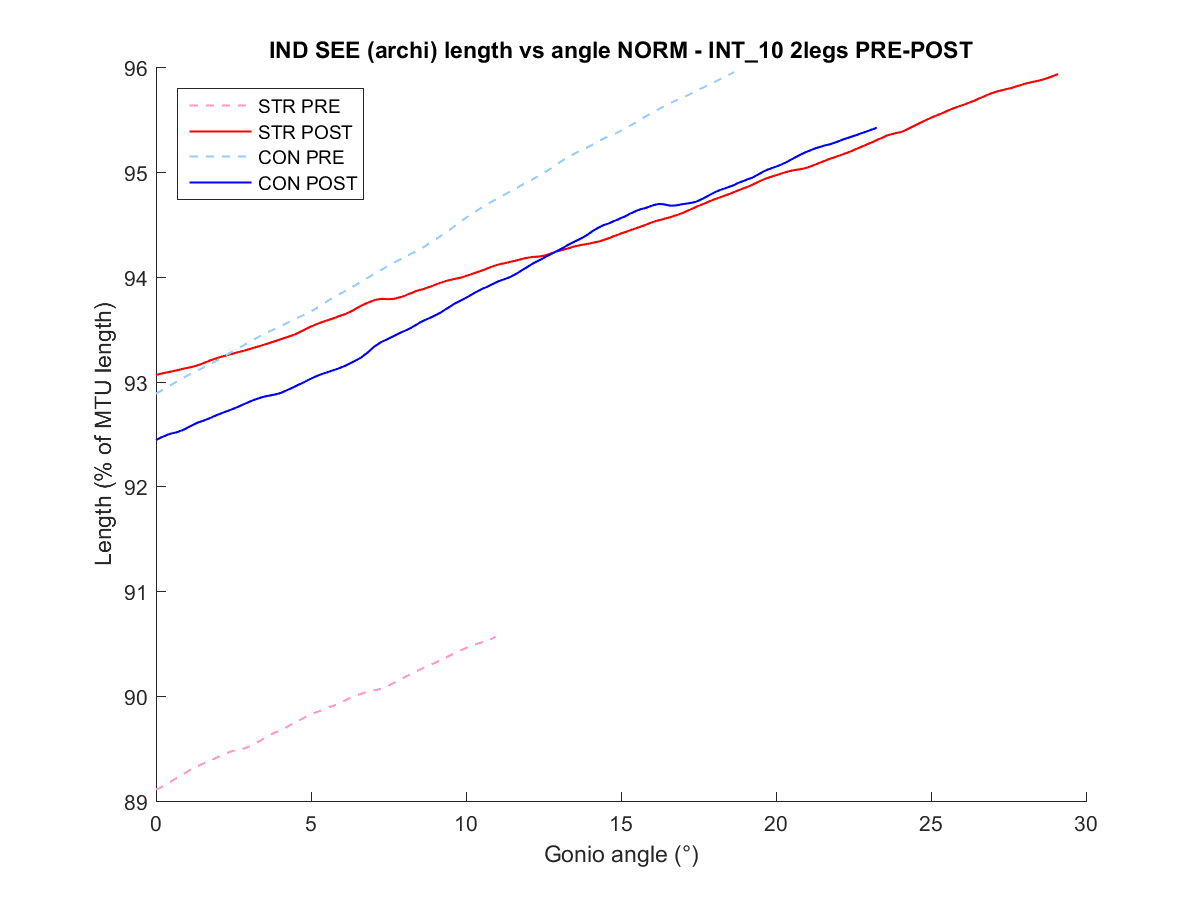 IND SEE (archi) length vs angle NORM - INT_10 2legs PRE-POST
STR PRE
STR POST
CON PRE
CON POST
96
95
94
93
92
91
90
89
Length (% of MTU length)
0 5 10 15 20 25 30
Gonio angle (°)